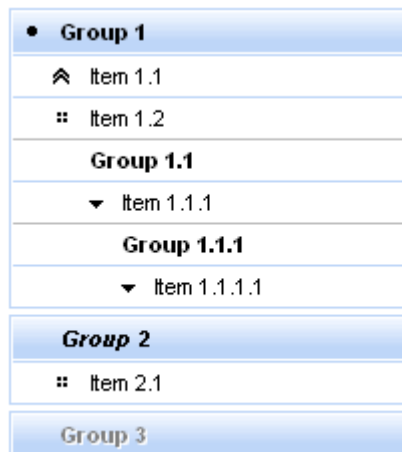 Group 1
Item 1.1
Item 1.2
Group 1.1
Item 1.1.1
Group 1.1.1
Item 1.1.1.1
Group 2
Item 2.1
Group 3